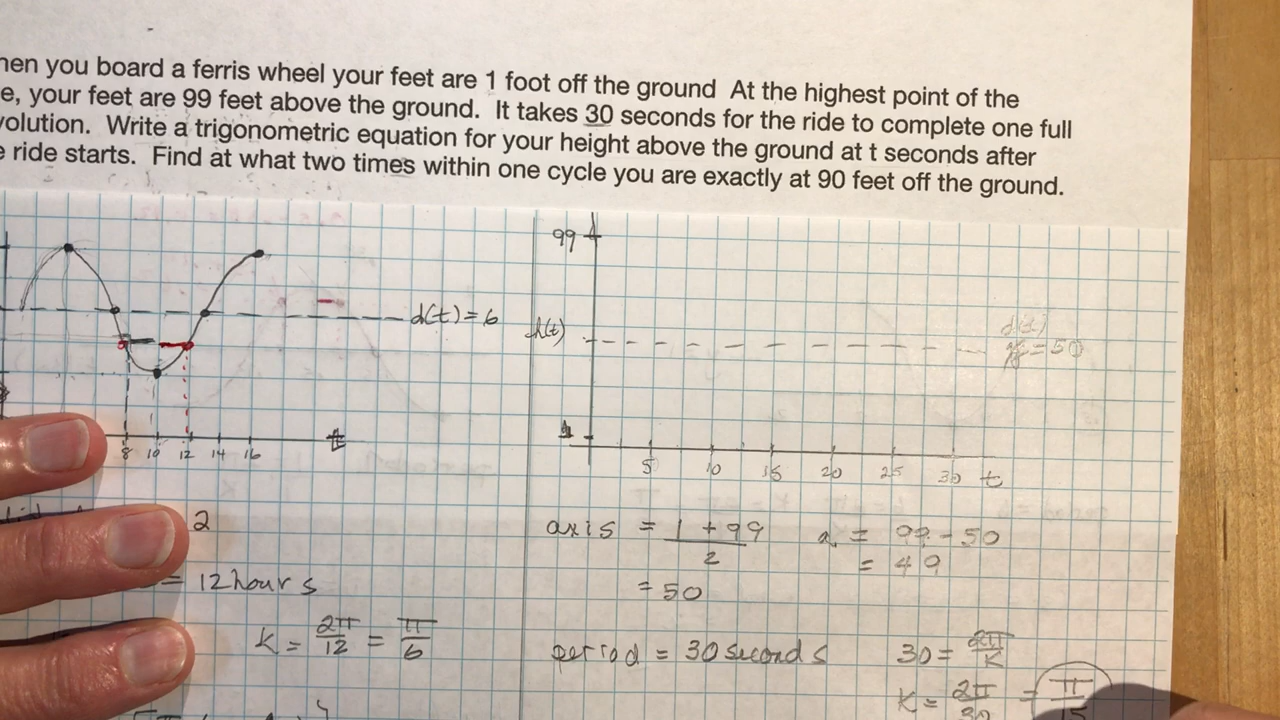 hen you board a ferris wheel your feet are 1 foot off the ground At the highest point of the
e, your feet are 99 feet above the ground. It takes 30 seconds for the ride to complete one full
volution. Write a trigonometric equation for your height above the ground at t seconds after
e ride starts. Find at what two times within one cycle you are exactly at 90 feet off the ground.
99
d(t) = 6
h(t)
d(t)
= 50
1
8 10 12 14 16
t
5 10 15 20 25 30 t
2
= 12 hours
K = 2π/12 = π/6
axis = (1 + 99)/2
= 50
a = 99 - 50
= 49
period = 30 seconds
30 = 2π/K
K = 2π/30 = π/15